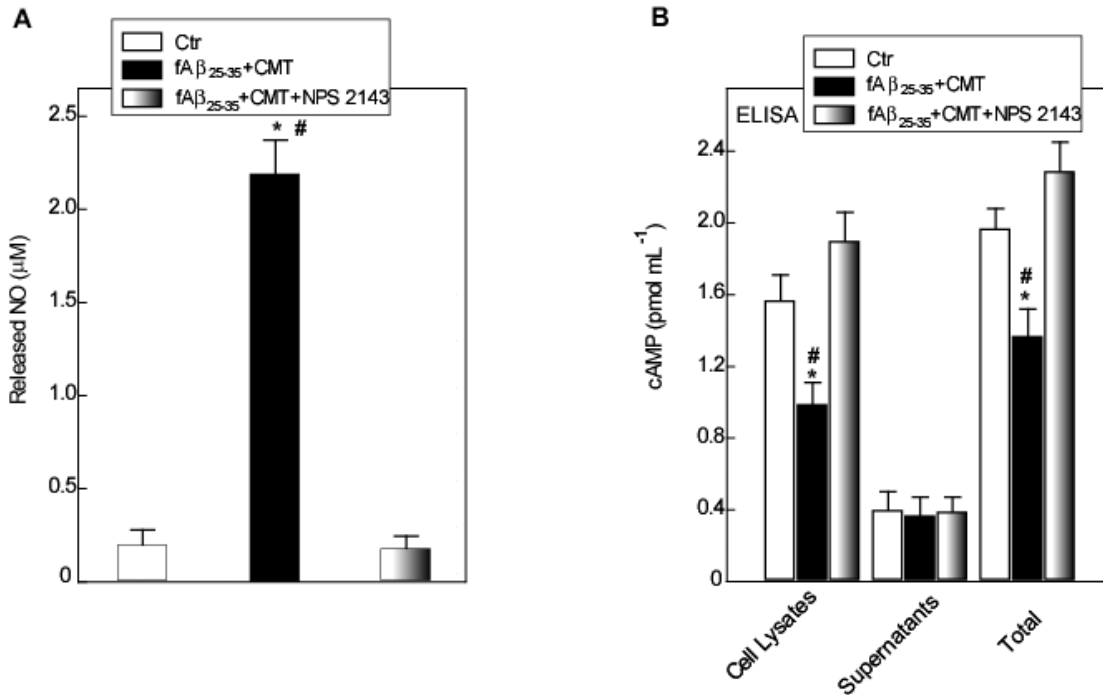 A
Ctr
fAβ25-35+CMT
fAβ25-35+CMT+NPS 2143
2.5
2.0
1.5
1.0
0.5
0
* #
Released NO (μM)
B
Ctr
fAβ25-35+CMT
fAβ25-35+CMT+NPS 2143
ELISA
2.4
2.0
1.6
1.2
0.8
0.4
0
cAMP (pmol mL-1)
#
*
#
*
Cell Lysates
Supernatants
Total